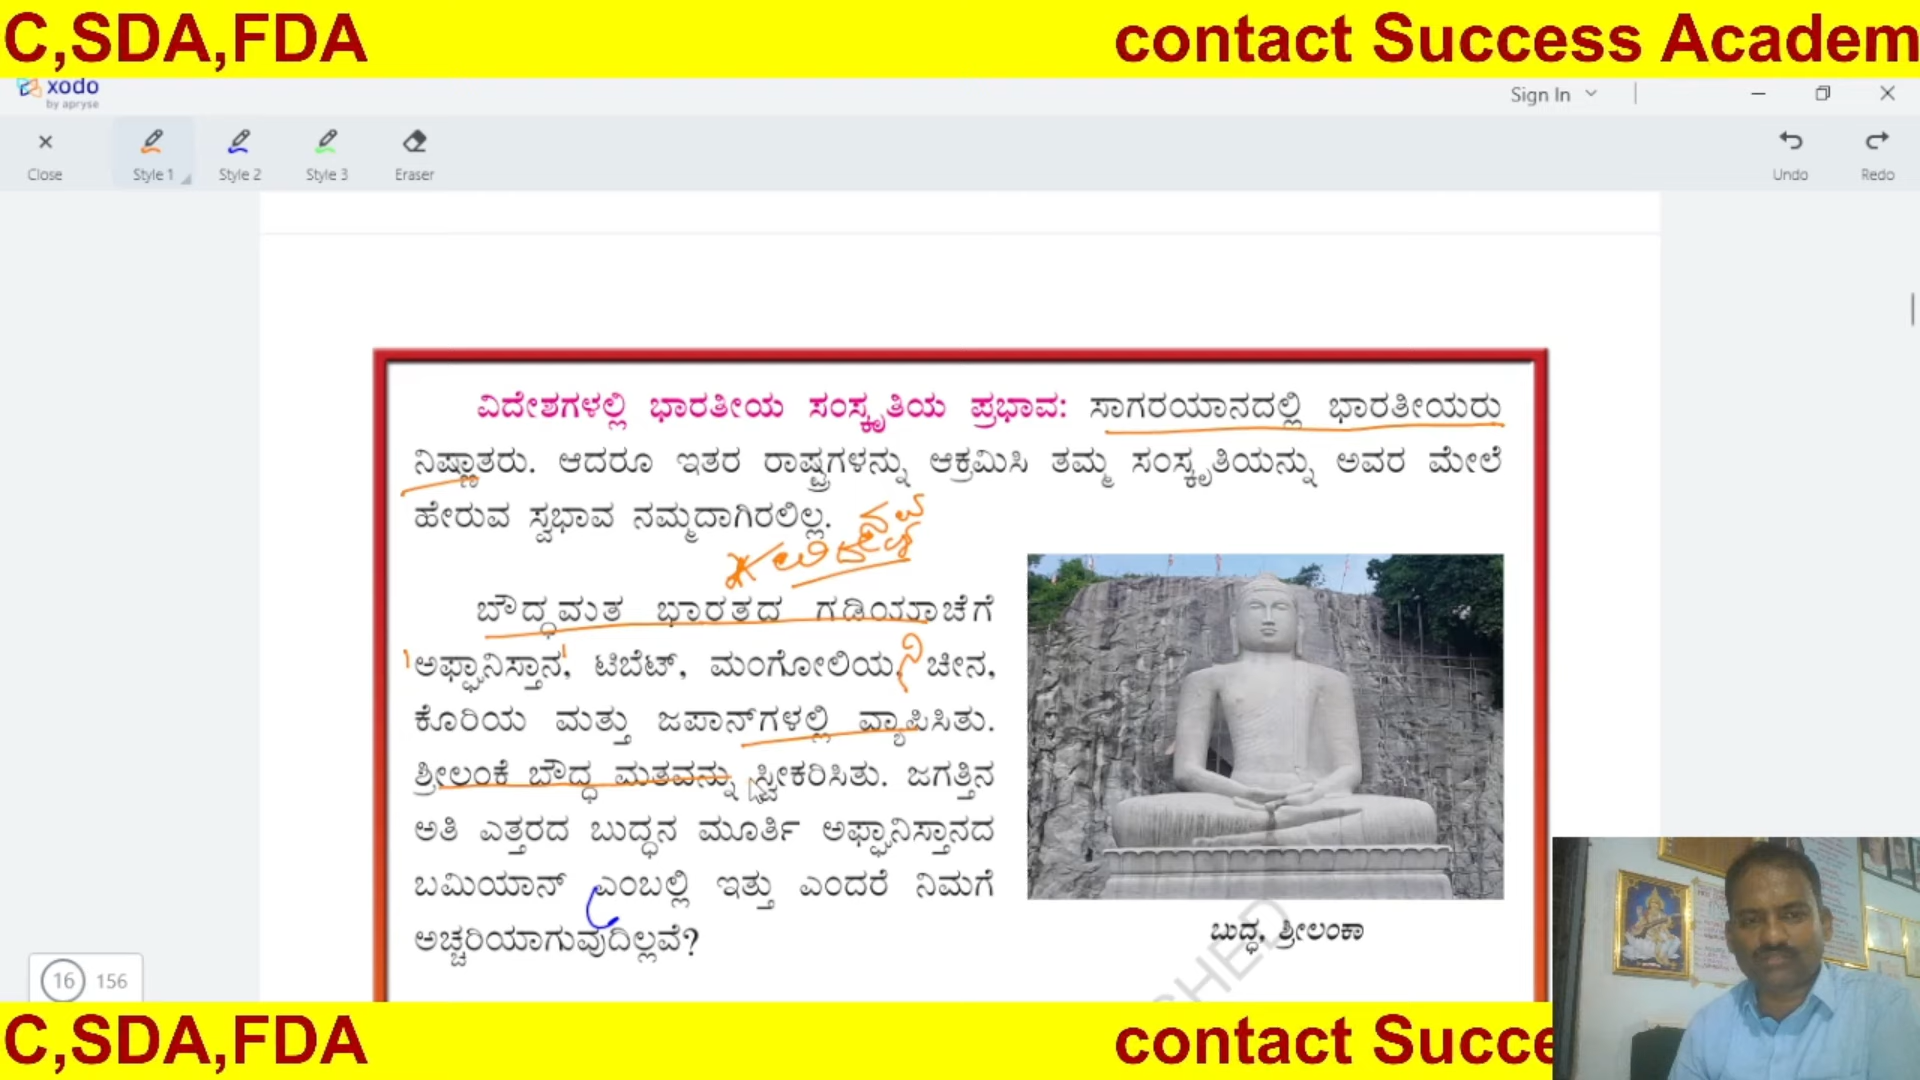 C,SDA,FDA contact Success Academ
xodo
by apryse
Sign In
Close Style 1 Style 2 Style 3 Eraser Undo Redo
ವಿದೇಶಗಳಲ್ಲಿ ಭಾರತೀಯ ಸಂಸ್ಕೃತಿಯ ಪ್ರಭಾವ: ಸಾಗರಯಾನದಲ್ಲಿ ಭಾರತೀಯರು
ನಿಷ್ಣಾತರು. ಆದರೂ ಇತರ ರಾಷ್ಟ್ರಗಳನ್ನು ಆಕ್ರಮಿಸಿ ತಮ್ಮ ಸಂಸ್ಕೃತಿಯನ್ನು ಅವರ ಮೇಲೆ
ಹೇರುವ ಸ್ವಭಾವ ನಮ್ಮದಾಗಿರಲಿಲ್ಲ.
ಬೌದ್ಧಮತ ಭಾರತದ ಗಡಿಯಾಚೆಗೆ
ಅಫ್ಘಾನಿಸ್ತಾನ, ಟಿಬೆಟ್, ಮಂಗೋಲಿಯ, ಚೀನ,
ಕೊರಿಯ ಮತ್ತು ಜಪಾನ್‌ಗಳಲ್ಲಿ ವ್ಯಾಪಿಸಿತು.
ಶ್ರೀಲಂಕೆ ಬೌದ್ಧ ಮತವನ್ನು ಸ್ವೀಕರಿಸಿತು. ಜಗತ್ತಿನ
ಅತಿ ಎತ್ತರದ ಬುದ್ಧನ ಮೂರ್ತಿ ಅಫ್ಘಾನಿಸ್ತಾನದ
ಬಮಿಯಾನ್ ಎಂಬಲ್ಲಿ ಇತ್ತು ಎಂದರೆ ನಿಮಗೆ
ಅಚ್ಚರಿಯಾಗುವುದಿಲ್ಲವೆ?
ಬುದ್ಧ, ಶ್ರೀಲಂಕಾ
16 156
C,SDA,FDA contact Succe